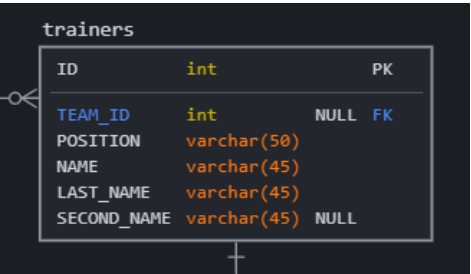 trainers
ID int PK
TEAM_ID int NULL FK
POSITION varchar(50)
NAME varchar(45)
LAST_NAME varchar(45)
SECOND_NAME varchar(45) NULL